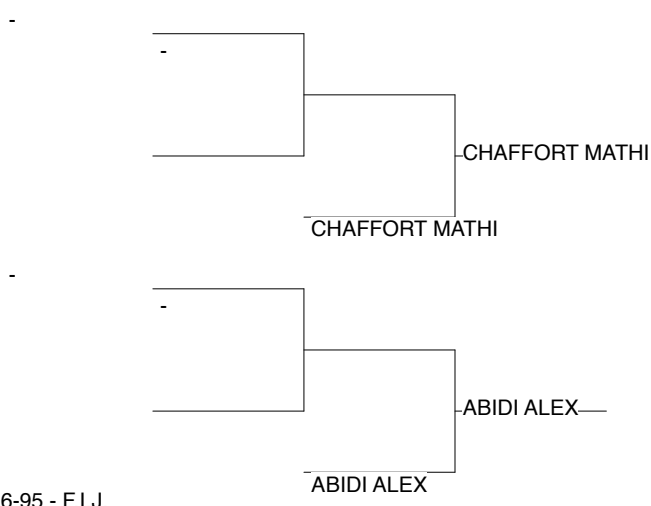 -
-
CHAFFORT MATHI
CHAFFORT MATHI
-
-
ABIDI ALEX
ABIDI ALEX
6-95 - F I J